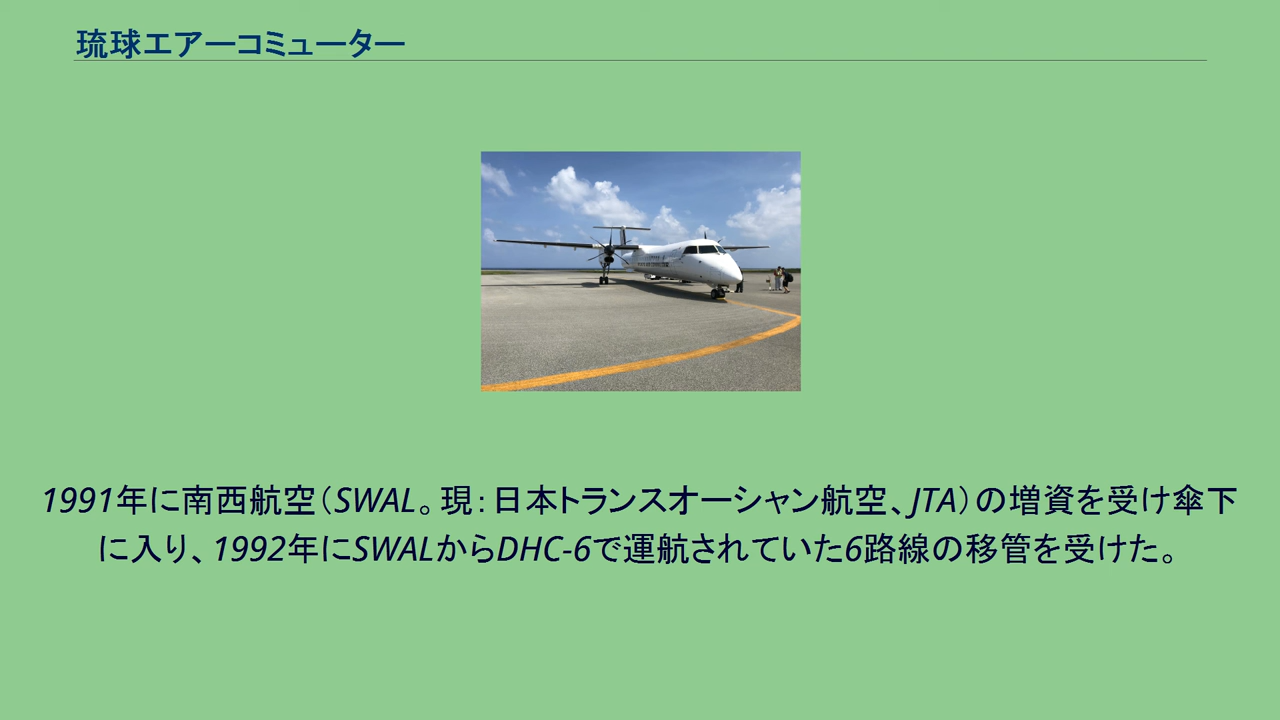 琉球エアーコミューター
1991年に南西航空（SWAL。現：日本トランスオーシャン航空、JTA）の増資を受け傘下
に入り、1992年にSWALからDHC-6で運航されていた6路線の移管を受けた。